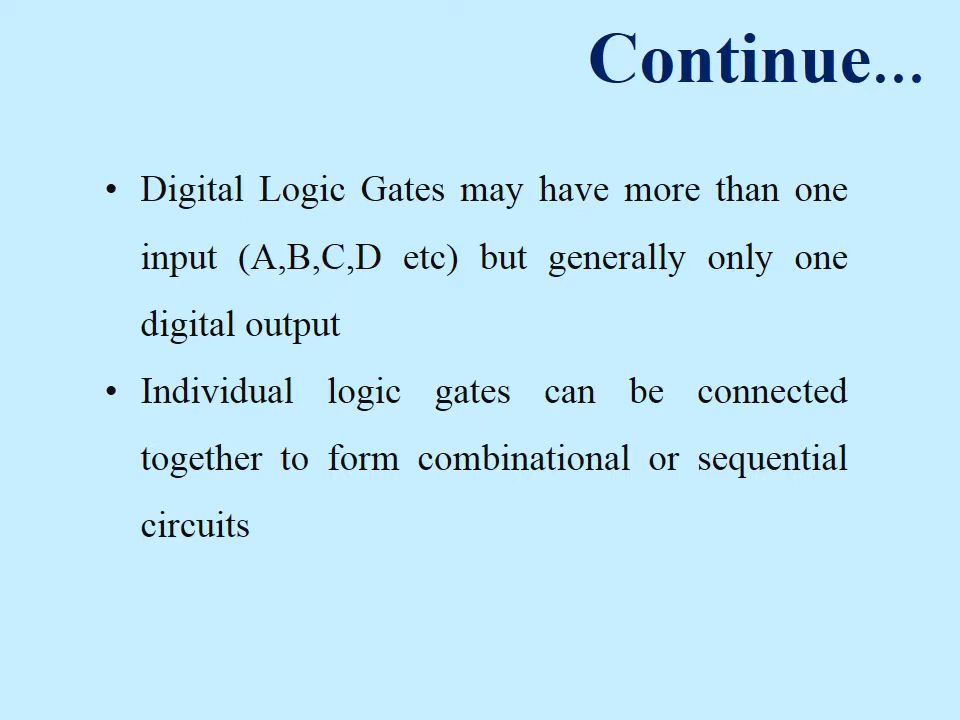 Continue...
• Digital Logic Gates may have more than one
input (A,B,C,D etc) but generally only one
digital output
• Individual logic gates can be connected
together to form combinational or sequential
circuits